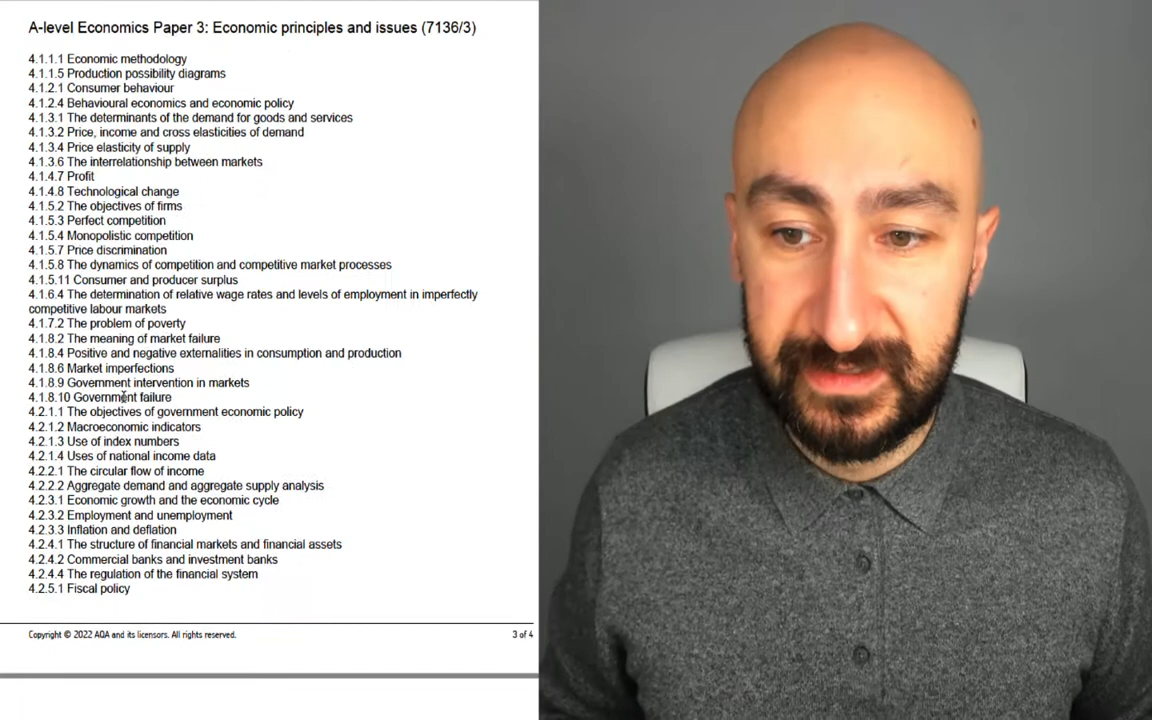 A-level Economics Paper 3: Economic principles and issues (7136/3)
4.1.1.1 Economic methodology
4.1.1.5 Production possibility diagrams
4.1.2.1 Consumer behaviour
4.1.2.4 Behavioural economics and economic policy
4.1.3.1 The determinants of the demand for goods and services
4.1.3.2 Price, income and cross elasticities of demand
4.1.3.4 Price elasticity of supply
4.1.3.6 The interrelationship between markets
4.1.4.7 Profit
4.1.4.8 Technological change
4.1.5.2 The objectives of firms
4.1.5.3 Perfect competition
4.1.5.4 Monopolistic competition
4.1.5.7 Price discrimination
4.1.5.8 The dynamics of competition and competitive market processes
4.1.5.11 Consumer and producer surplus
4.1.6.4 The determination of relative wage rates and levels of employment in imperfectly
competitive labour markets
4.1.7.2 The problem of poverty
4.1.8.2 The meaning of market failure
4.1.8.4 Positive and negative externalities in consumption and production
4.1.8.6 Market imperfections
4.1.8.9 Government intervention in markets
4.1.8.10 Government failure
4.2.1.1 The objectives of government economic policy
4.2.1.2 Macroeconomic indicators
4.2.1.3 Use of index numbers
4.2.1.4 Uses of national income data
4.2.2.1 The circular flow of income
4.2.2.2 Aggregate demand and aggregate supply analysis
4.2.3.1 Economic growth and the economic cycle
4.2.3.2 Employment and unemployment
4.2.3.3 Inflation and deflation
4.2.4.1 The structure of financial markets and financial assets
4.2.4.2 Commercial banks and investment banks
4.2.4.4 The regulation of the financial system
4.2.5.1 Fiscal policy
Copyright © 2022 AQA and its licensors. All rights reserved.
3 of 4